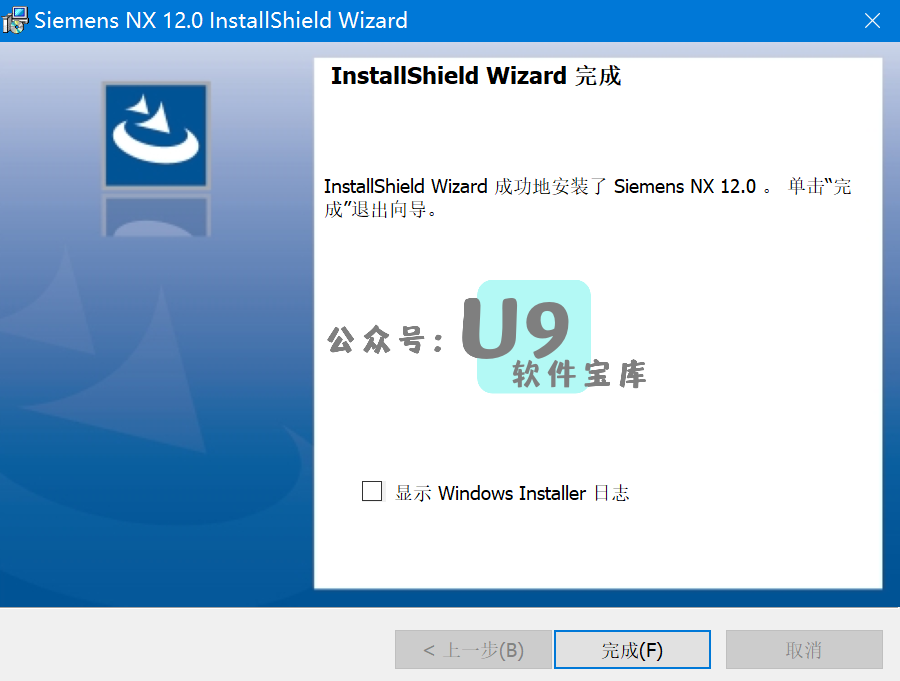 Siemens NX 12.0 InstallShield Wizard
InstallShield Wizard 完成
InstallShield Wizard 成功地安装了 Siemens NX 12.0 。 单击“完
成”退出向导。
公众号：U9
软件宝库
显示 Windows Installer 日志
< 上一步(B)
完成(F)
取消